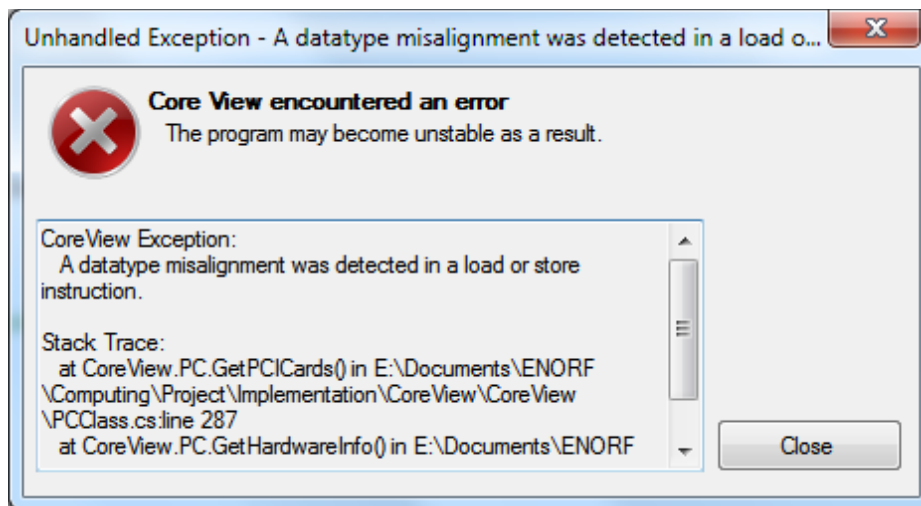 Unhandled Exception - A datatype misalignment was detected in a load o...
Core View encountered an error
The program may become unstable as a result.
CoreView Exception:
A datatype misalignment was detected in a load or store
instruction.
Stack Trace:
at CoreView.PC.GetPCICards() in E:\Documents\ENORF
\Computing\Project\Implementation\CoreView\CoreView
\PCClass.cs:line 287
at CoreView.PC.GetHardwareInfo() in E:\Documents\ENORF
Close